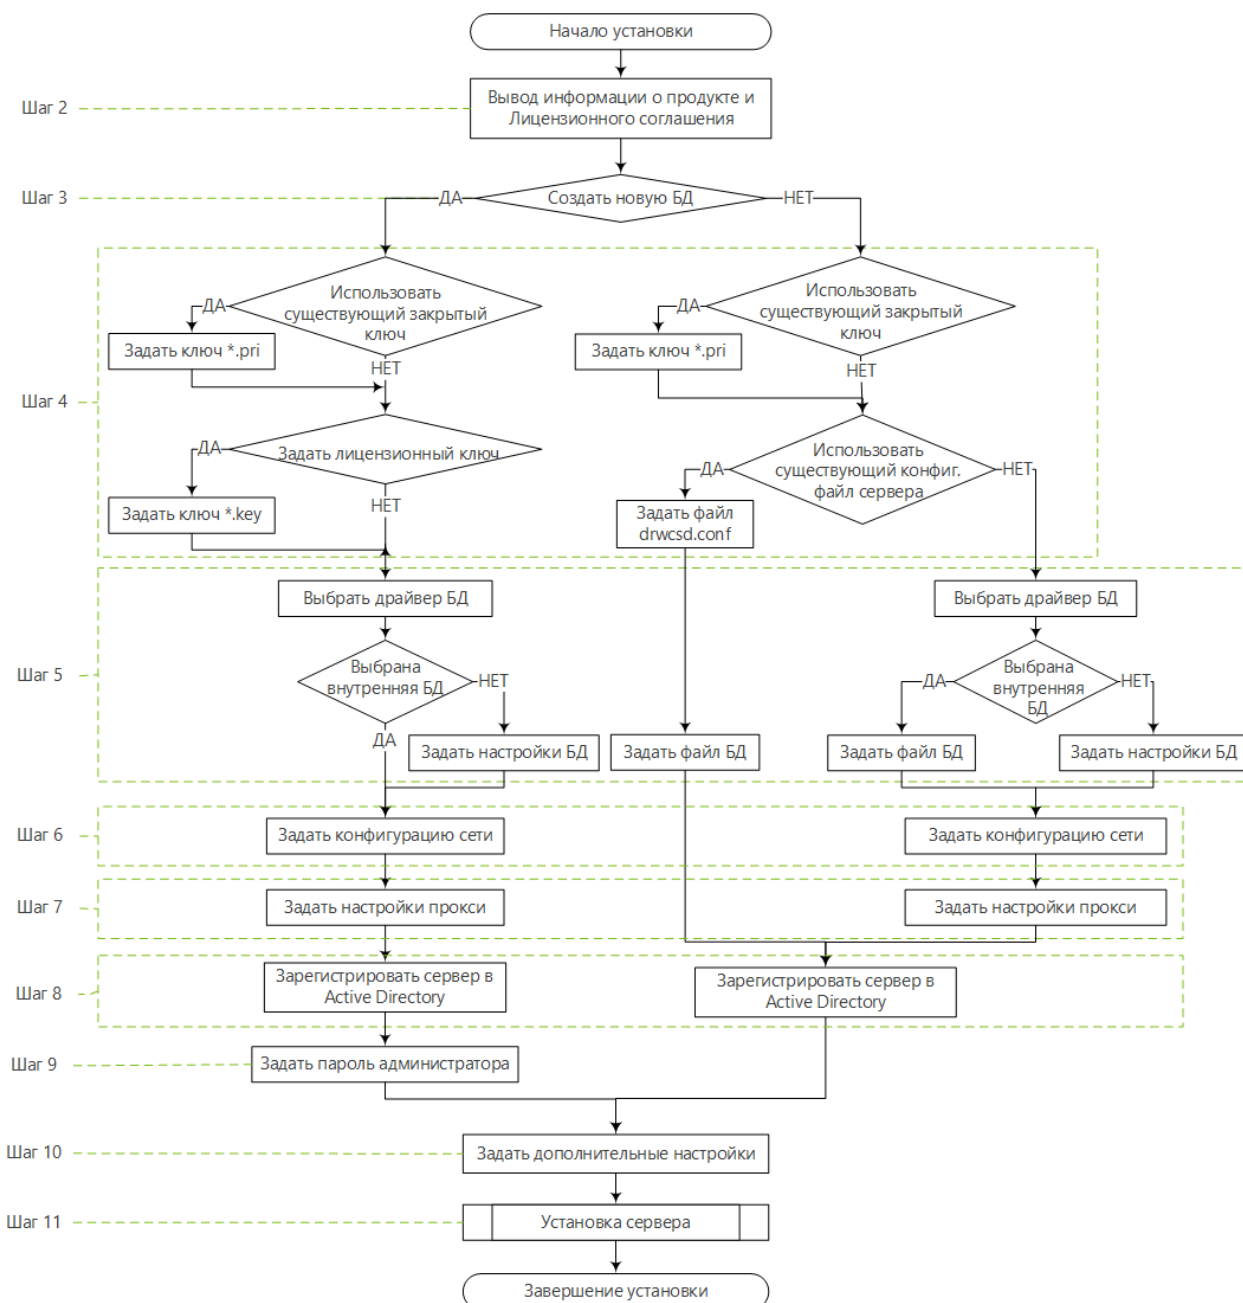 Начало установки
Шаг 2
Вывод информации о продукте и
Лицензионного соглашения
Шаг 3
ДА
Создать новую БД
НЕТ
Шаг 4
Использовать
существующий закрытый
ключ
ДА
Задать ключ *.pri
НЕТ
Использовать
существующий закрытый
ключ
ДА
Задать ключ *.pri
НЕТ
Задать лицензионный ключ
ДА
Задать ключ *.key
НЕТ
Использовать
существующий конфиг.
файл сервера
ДА
НЕТ
Задать файл
drwcsd.conf
Шаг 5
Выбрать драйвер БД
Выбрать драйвер БД
Выбрана
внутренняя БД
НЕТ
ДА
Задать настройки БД
Задать файл БД
Выбрана
внутренняя
БД
ДА
НЕТ
Задать файл БД
Задать настройки БД
Шаг 6
Задать конфигурацию сети
Задать конфигурацию сети
Шаг 7
Задать настройки прокси
Задать настройки прокси
Шаг 8
Зарегистрировать сервер в
Active Directory
Зарегистрировать сервер в
Active Directory
Шаг 9
Задать пароль администратора
Шаг 10
Задать дополнительные настройки
Шаг 11
Установка сервера
Завершение установки